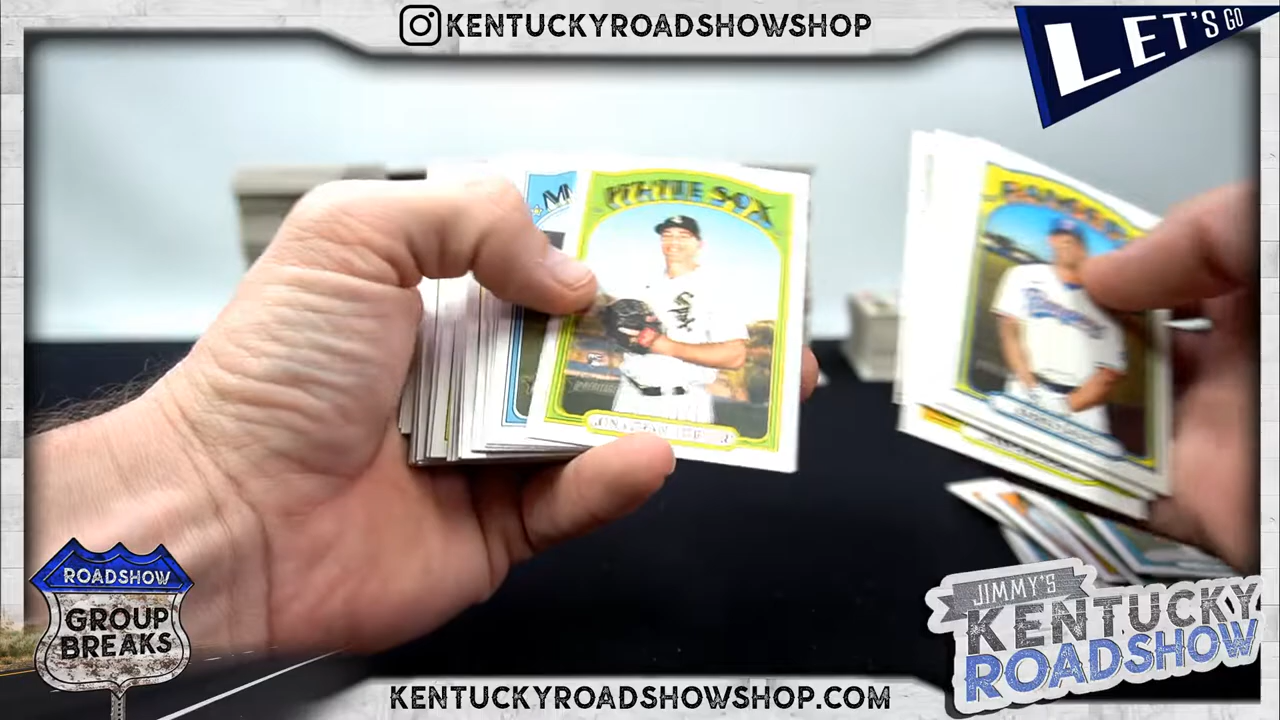 KENTUCKYROADSHOWSHOP
LET'S GO
WHITE SOX
ROADSHOW
GROUP
BREAKS
JIMMY'S
KENTUCKY
ROADSHOW
KENTUCKYROADSHOWSHOP.COM